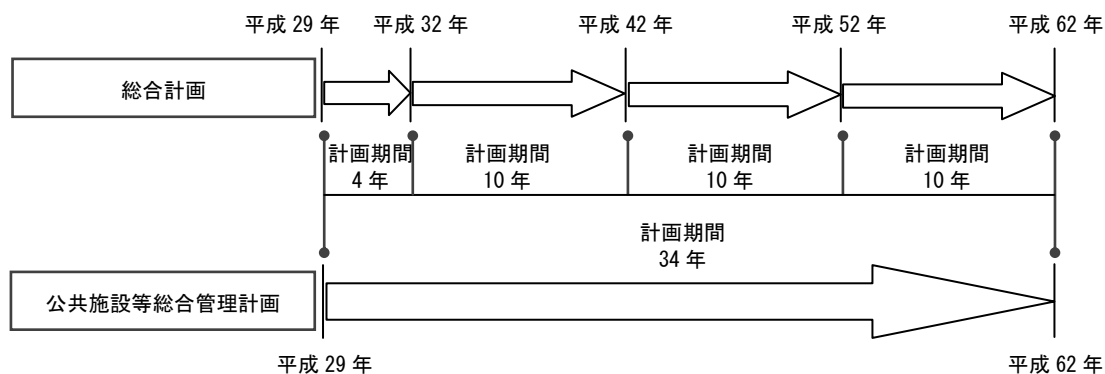 平成 29 年 平成 32 年 平成 42 年 平成 52 年 平成 62 年
総合計画
計画期間 計画期間 計画期間 計画期間
4 年 10 年 10 年 10 年
計画期間
34 年
公共施設等総合管理計画
平成 29 年 平成 62 年